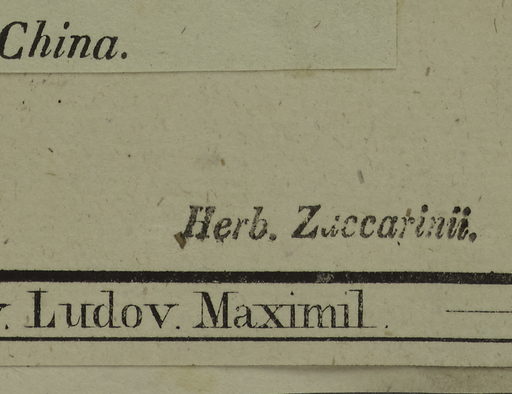 China.
Herb. Zuccarinii.
. Ludov. Maximil.